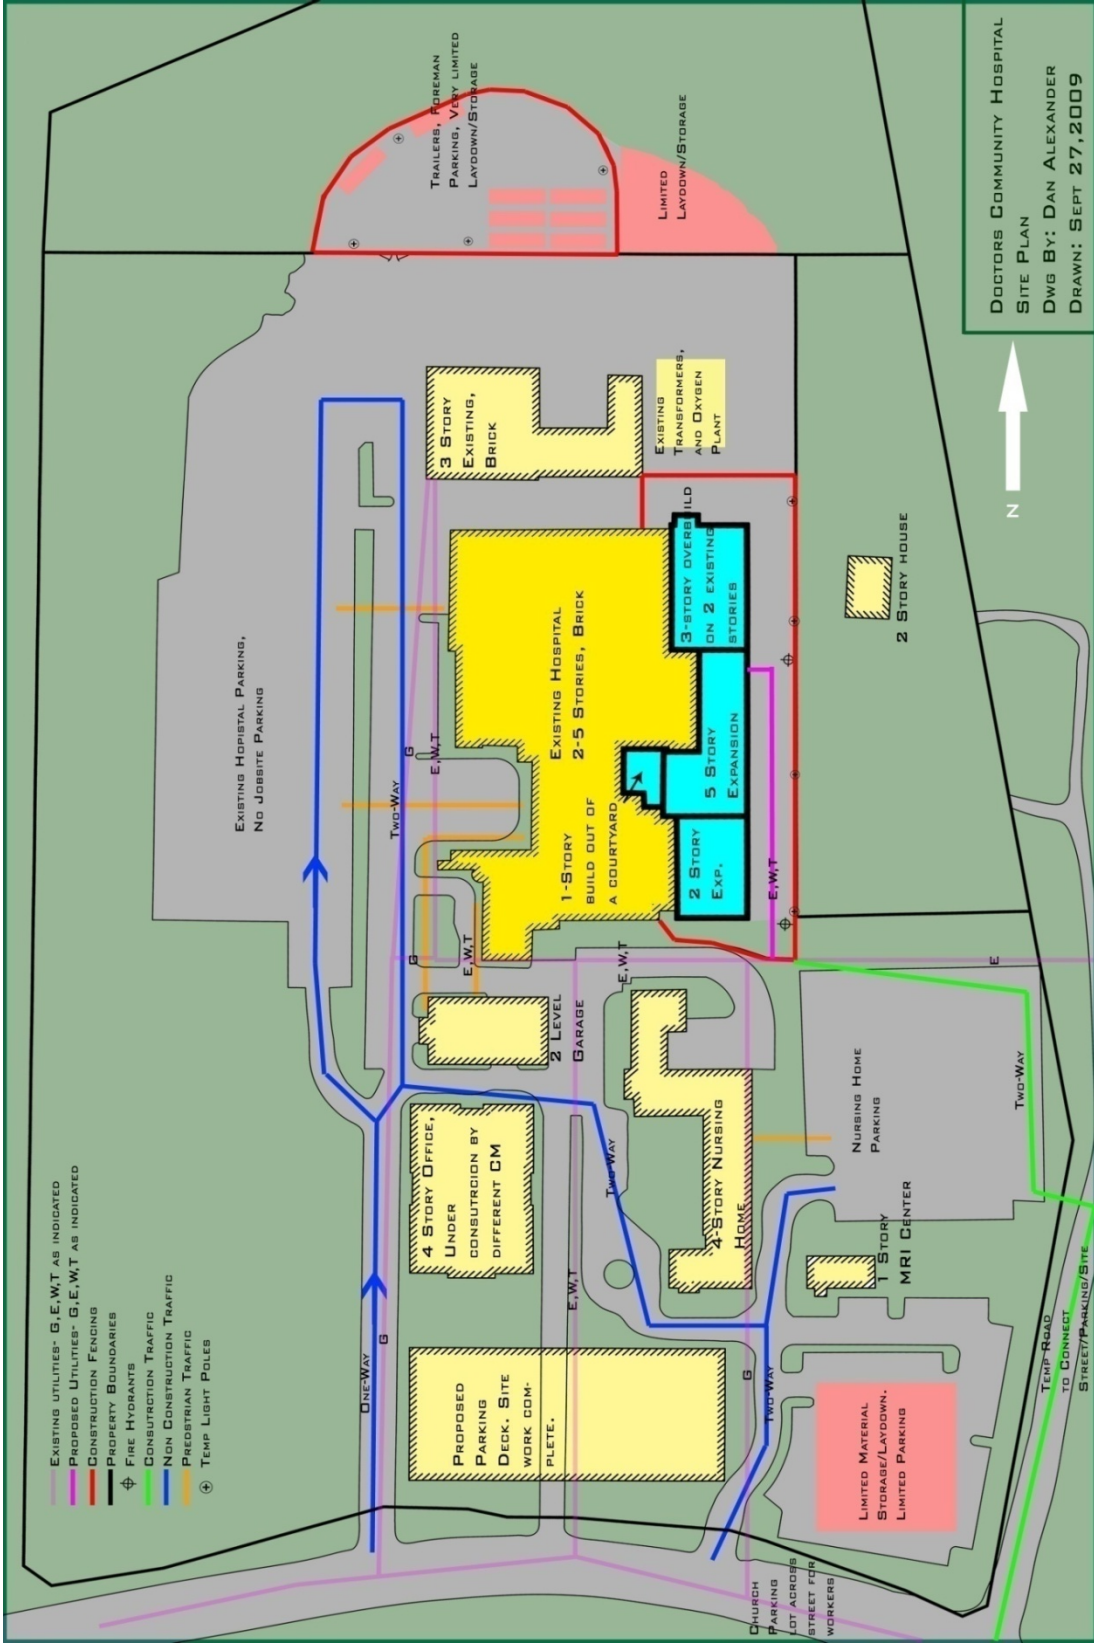 Existing utilities- G,E,W,T as indicated
Proposed Utilities- G,E,W,T as indicated
Construction Fencing
Property Boundaries
Fire Hydrants
Consutrction Traffic
Non Construction Traffic
Predstrian Traffic
Temp Light Poles
Existing Hopistal Parking,
No Jobsite Parking
Trailers, Foreman
Parking, Very limited
Laydown/Storage
Limited
Laydown/Storage
One-Way
G
Two-Way
G
E,W,T
G
E,W,T
3 Story
Existing,
Brick
Existing
Transformers,
and Oxygen
Plant
Existing Hospital
2-5 Stories, Brick
1-Story
build out of
a courtyard
3-story overbuild
on 2 existing
stories
5 Story
Expansion
2 Story
Exp.
E,W,T
E,W,T
E
2 Level
Garage
4 Story Office,
Under
consutrcion by
different CM
Proposed
Parking
Deck. Site
work com-
plete.
E,W,T
Two-Way
4-Story Nursing
Home
G
Two-Way
Nursing Home
Parking
1 Story
MRI Center
Two-Way
Limited Material
Storage/Laydown.
Limited Parking
Church
Parking
lot across
street for
workers
Temp Road
to Connect
Street/Parking/Site
2 Story house
N
Doctors Community Hospital
Site Plan
Dwg By: Dan Alexander
Drawn: Sept 27,2009